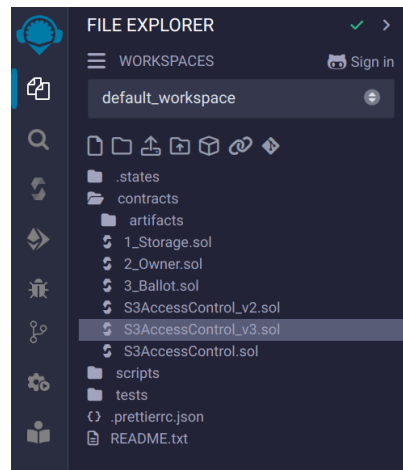 FILE EXPLORER
WORKSPACES Sign in
default_workspace
.states
contracts
artifacts
1_Storage.sol
2_Owner.sol
3_Ballot.sol
S3AccessControl_v2.sol
S3AccessControl_v3.sol
S3AccessControl.sol
scripts
tests
.prettierrc.json
README.txt